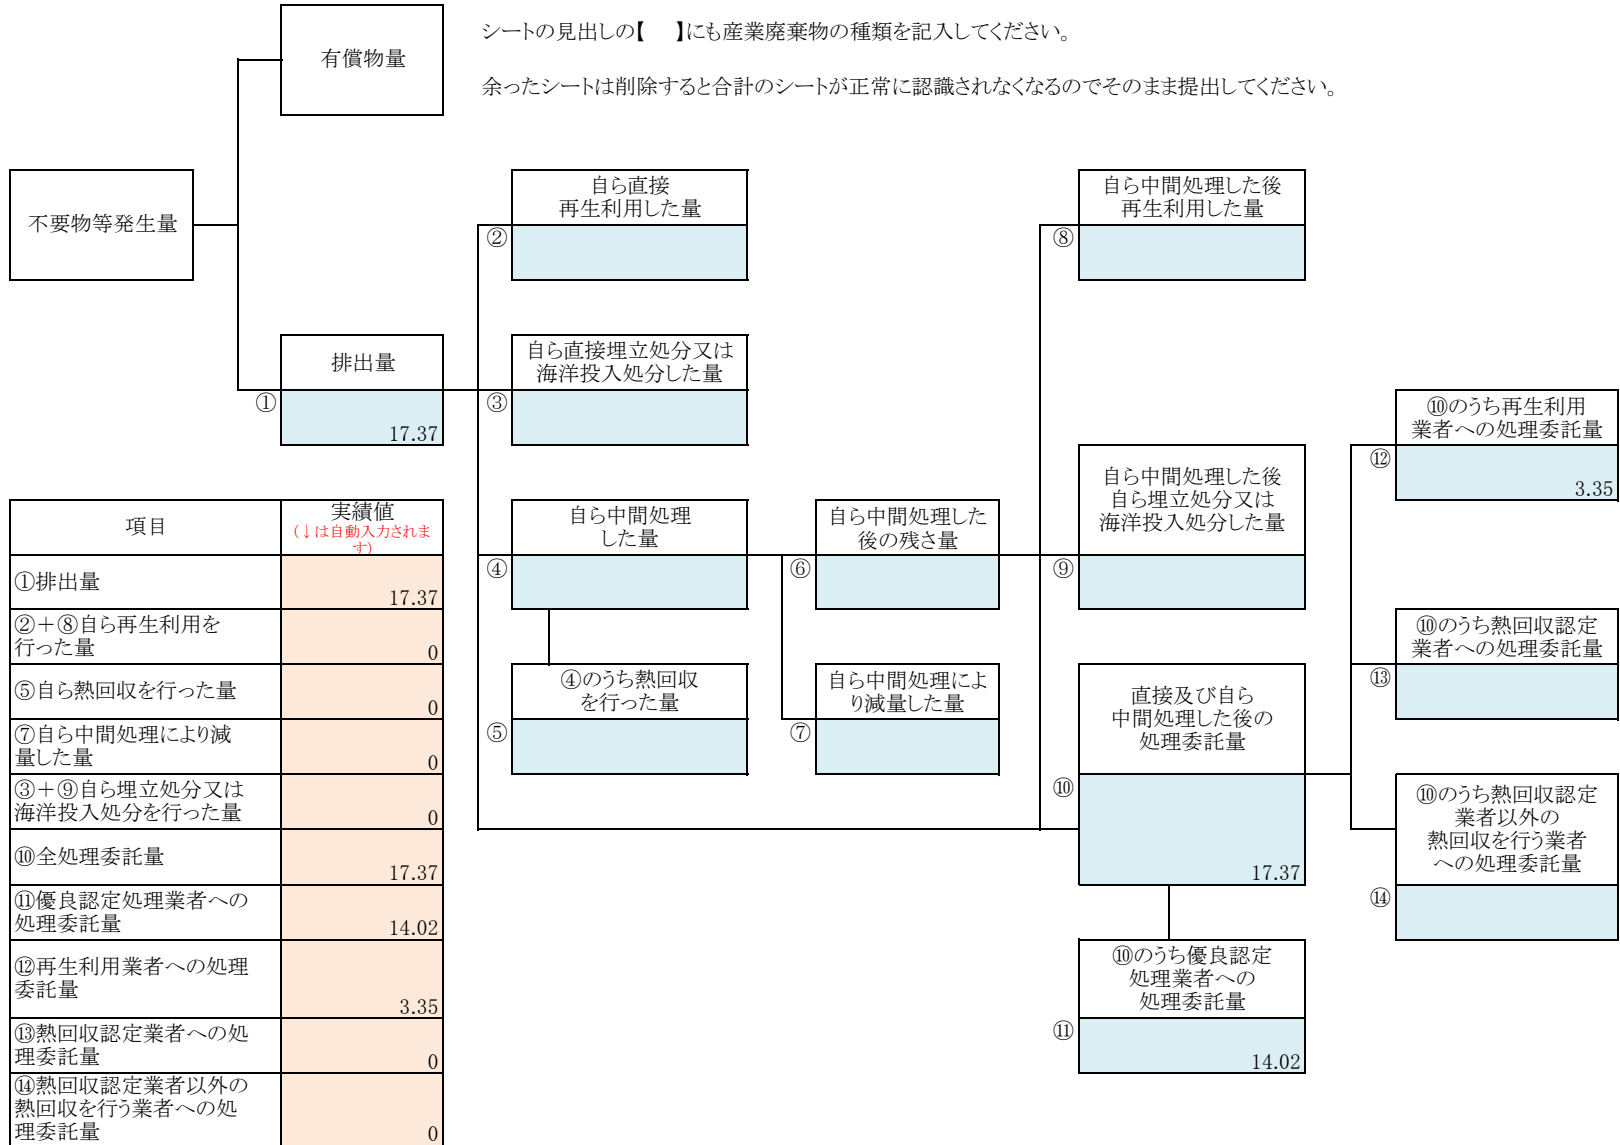 シートの見出しの【　】にも産業廃棄物の種類を記入してください。
有償物量
余ったシートは削除すると合計のシートが正常に認識されなくなるのでそのまま提出してください。
不要物等発生量
自ら直接
再生利用した量
②
自ら中間処理した後
再生利用した量
⑧
排出量
①
17.37
自ら直接埋立処分又は
海洋投入処分した量
③
⑩のうち再生利用
業者への処理委託量
⑫
3.35
自ら中間処理した後
自ら埋立処分又は
海洋投入処分した量
⑨
自ら中間処理
した量
④
自ら中間処理した
後の残さ量
⑥
④のうち熱回収
を行った量
⑤
自ら中間処理によ
り減量した量
⑦
直接及び自ら
中間処理した後の
処理委託量
⑩
17.37
⑩のうち熱回収認定
業者への処理委託量
⑬
⑩のうち熱回収認定
業者以外の
熱回収を行う業者
への処理委託量
⑭
⑩のうち優良認定
処理業者への
処理委託量
⑪
14.02
項目
実績値
(↓は自動入力されま
す)
①排出量
17.37
②＋⑧自ら再生利用を
行った量
0
⑤自ら熱回収を行った量
0
⑦自ら中間処理により減
量した量
0
③＋⑨自ら埋立処分又は
海洋投入処分を行った量
0
⑩全処理委託量
17.37
⑪優良認定処理業者への
処理委託量
14.02
⑫再生利用業者への処理
委託量
3.35
⑬熱回収認定業者への処
理委託量
0
⑭熱回収認定業者以外の
熱回収を行う業者への処
理委託量
0